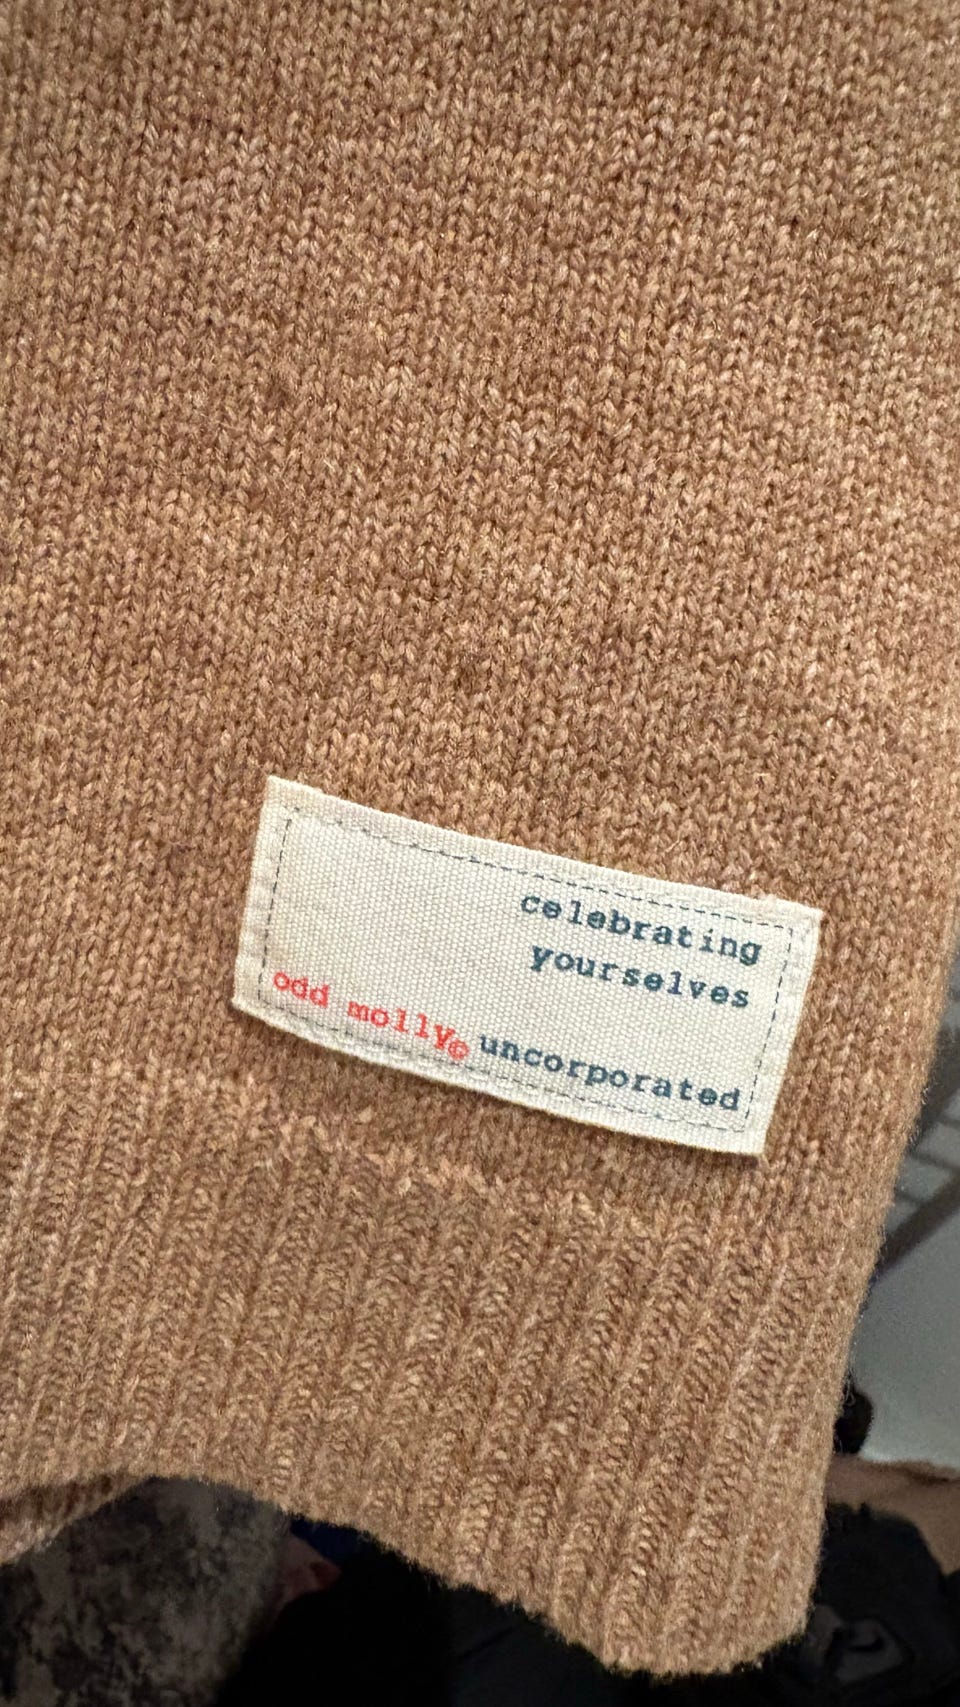 celebrating
yourselves
odd molly© uncorporated